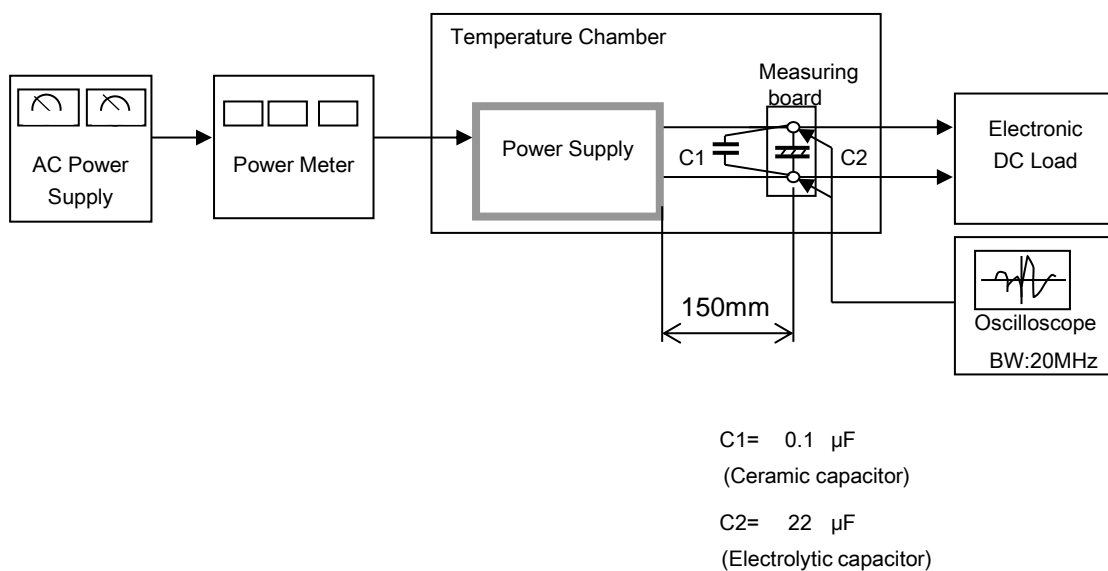 Temperature Chamber
Measuring
board
AC Power
Supply
Power Meter
Power Supply
C1
C2
Electronic
DC Load
150mm
Oscilloscope
BW:20MHz
C1= 0.1 µF
(Ceramic capacitor)
C2= 22 µF
(Electrolytic capacitor)